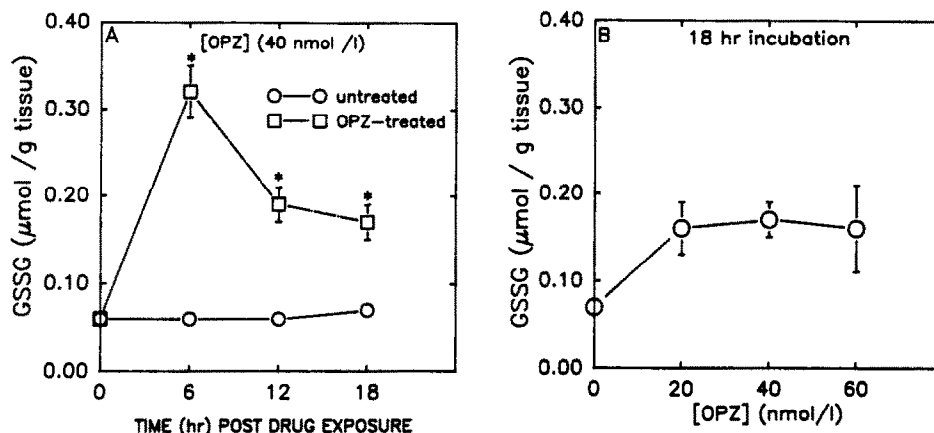 A
[OPZ] (40 nmol /l)
*
*
*
untreated
OPZ-treated
GSSG (μmol / g tissue)
0.40
0.30
0.20
0.10
0.00
0 6 12 18
TIME (hr) POST DRUG EXPOSURE
B
18 hr incubation
GSSG (μmol / g tissue)
0.40
0.30
0.20
0.10
0.00
0 20 40 60
[OPZ] (nmol/l)